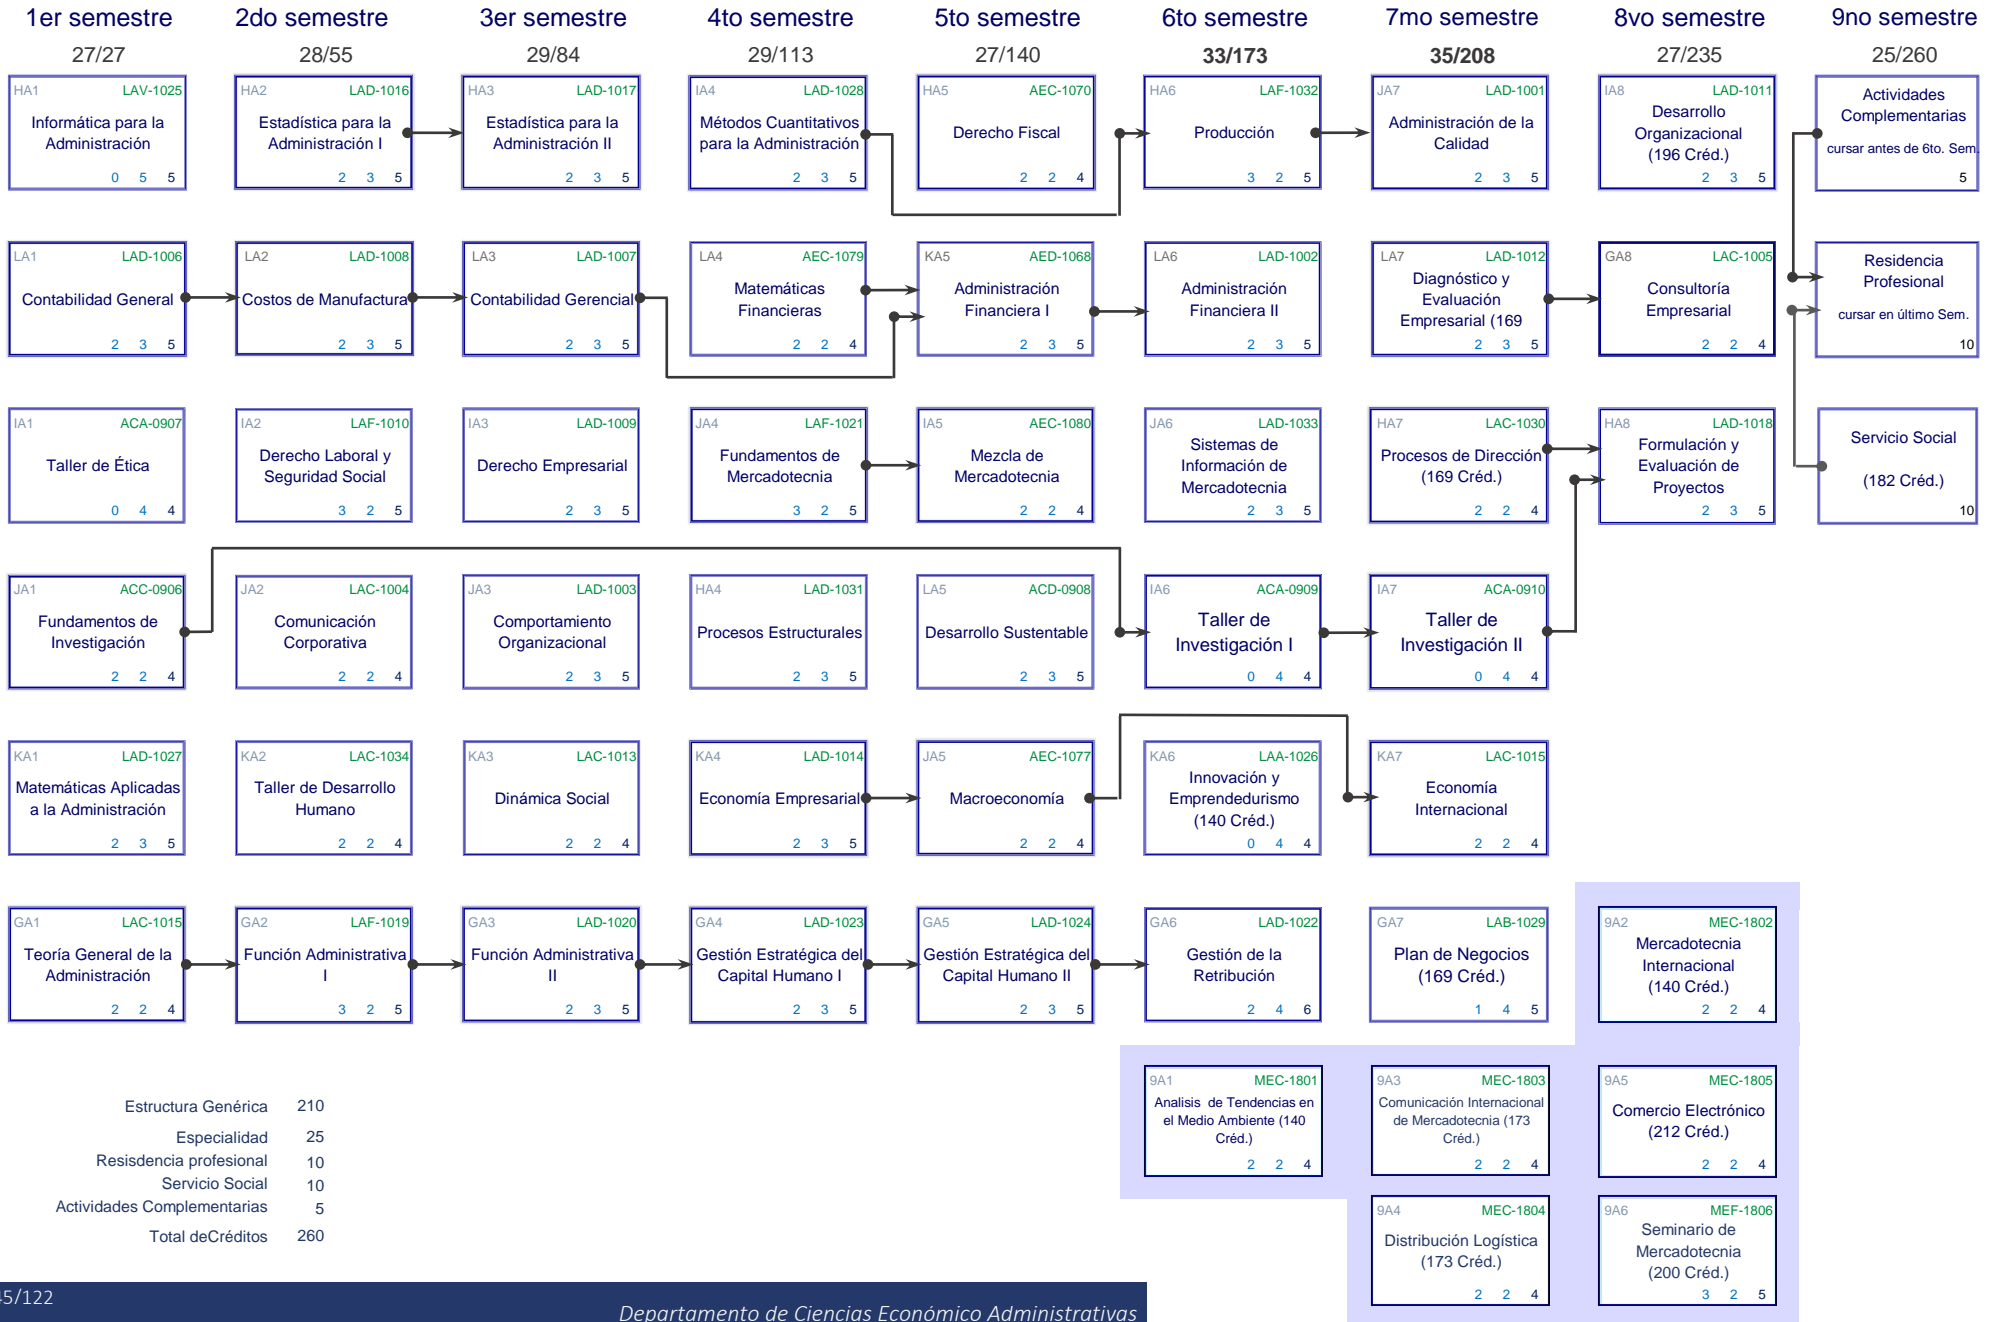 1er semestre 2do semestre 3er semestre 4to semestre 5to semestre 6to semestre 7mo semestre 8vo semestre 9no semestre
27/27 28/55 29/84 29/113 27/140 33/173 35/208 27/235 25/260
HA1 LAV-1025
Informática para la
Administración
0 5 5
HA2 LAD-1016
Estadística para la
Administración I
2 3 5
HA3 LAD-1017
Estadística para la
Administración II
2 3 5
IA4 LAD-1028
Métodos Cuantitativos
para la Administración
2 3 5
HA5 AEC-1070
Derecho Fiscal
2 2 4
HA6 LAF-1032
Producción
3 2 5
JA7 LAD-1001
Administración de la
Calidad
2 3 5
IA8 LAD-1011
Desarrollo
Organizacional
(196 Créd.)
2 3 5
Actividades
Complementarias
cursar antes de 6to. Sem.
5
LA1 LAD-1006
Contabilidad General
2 3 5
LA2 LAD-1008
Costos de Manufactura
2 3 5
LA3 LAD-1007
Contabilidad Gerencial
2 3 5
LA4 AEC-1079
Matemáticas
Financieras
2 2 4
KA5 AED-1068
Administración
Financiera I
2 3 5
LA6 LAD-1002
Administración
Financiera II
2 3 5
LA7 LAD-1012
Diagnóstico y
Evaluación
Empresarial (169
2 3 5
GA8 LAC-1005
Consultoría
Empresarial
2 2 4
Residencia
Profesional
cursar en último Sem.
10
IA1 ACA-0907
Taller de Ética
0 4 4
IA2 LAF-1010
Derecho Laboral y
Seguridad Social
3 2 5
IA3 LAD-1009
Derecho Empresarial
2 3 5
JA4 LAF-1021
Fundamentos de
Mercadotecnia
3 2 5
IA5 AEC-1080
Mezcla de
Mercadotecnia
2 2 4
JA6 LAD-1033
Sistemas de
Información de
Mercadotecnia
2 3 5
HA7 LAC-1030
Procesos de Dirección
(169 Créd.)
2 2 4
HA8 LAD-1018
Formulación y
Evaluación de
Proyectos
2 3 5
Servicio Social
(182 Créd.)
10
JA1 ACC-0906
Fundamentos de
Investigación
2 2 4
JA2 LAC-1004
Comunicación
Corporativa
2 2 4
JA3 LAD-1003
Comportamiento
Organizacional
2 3 5
HA4 LAD-1031
Procesos Estructurales
2 3 5
LA5 ACD-0908
Desarrollo Sustentable
2 3 5
IA6 ACA-0909
Taller de
Investigación I
0 4 4
IA7 ACA-0910
Taller de
Investigación II
0 4 4
KA1 LAD-1027
Matemáticas Aplicadas
a la Administración
2 3 5
KA2 LAC-1034
Taller de Desarrollo
Humano
2 2 4
KA3 LAC-1013
Dinámica Social
2 2 4
KA4 LAD-1014
Economía Empresarial
2 3 5
JA5 AEC-1077
Macroeconomía
2 2 4
KA6 LAA-1026
Innovación y
Emprendedurismo
(140 Créd.)
0 4 4
KA7 LAC-1015
Economía
Internacional
2 2 4
GA1 LAC-1015
Teoría General de la
Administración
2 2 4
GA2 LAF-1019
Función Administrativa
I
3 2 5
GA3 LAD-1020
Función Administrativa
II
2 3 5
GA4 LAD-1023
Gestión Estratégica del
Capital Humano I
2 3 5
GA5 LAD-1024
Gestión Estratégica del
Capital Humano II
2 3 5
GA6 LAD-1022
Gestión de la
Retribución
2 4 6
GA7 LAB-1029
Plan de Negocios
(169 Créd.)
1 4 5
9A2 MEC-1802
Mercadotecnia
Internacional
(140 Créd.)
2 2 4
9A1 MEC-1801
Analisis de Tendencias en
el Medio Ambiente (140
Créd.)
2 2 4
9A3 MEC-1803
Comunicación Internacional
de Mercadotecnia (173
Créd.)
2 2 4
9A5 MEC-1805
Comercio Electrónico
(212 Créd.)
2 2 4
9A4 MEC-1804
Distribución Logística
(173 Créd.)
2 2 4
9A6 MEF-1806
Seminario de
Mercadotecnia
(200 Créd.)
3 2 5
Estructura Genérica 210
Especialidad 25
Resisdencia profesional 10
Servicio Social 10
Actividades Complementarias 5
Total deCréditos 260
45/122
Departamento de Ciencias Económico Administrativas